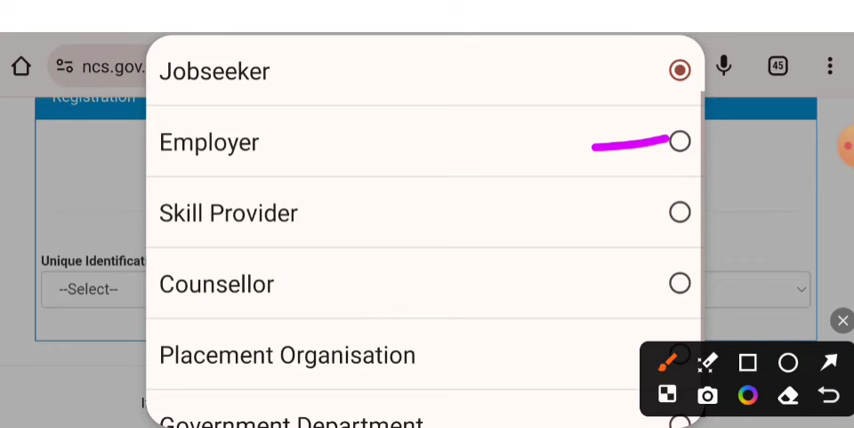 ncs.gov.
45
Registration
Jobseeker
Employer
Skill Provider
Unique Identificat
--Select--
Counsellor
Placement Organisation
Government Department